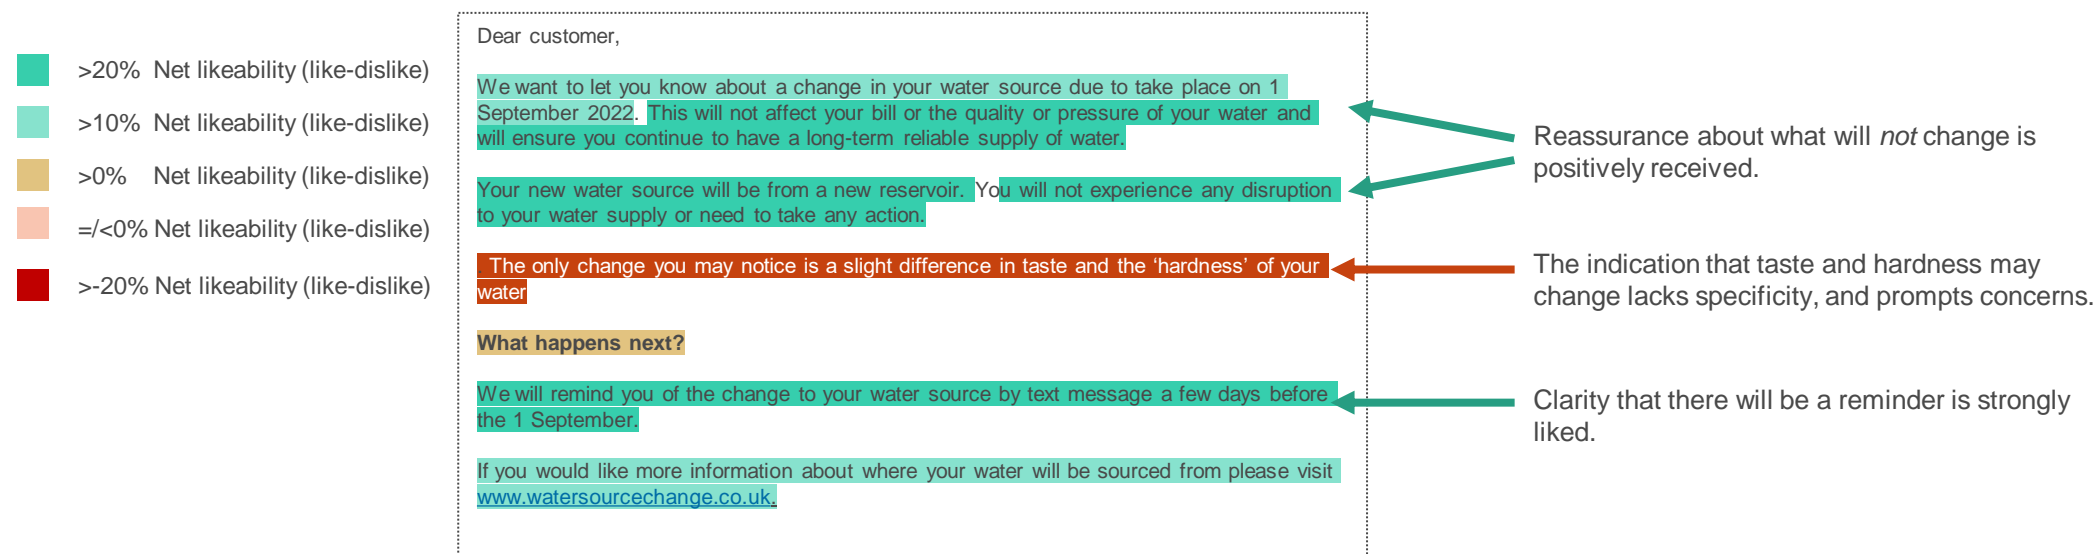 >20% Net likeability (like-dislike)
>10% Net likeability (like-dislike)
>0% Net likeability (like-dislike)
=/<0% Net likeability (like-dislike)
>-20% Net likeability (like-dislike)
Dear customer,
We want to let you know about a change in your water source due to take place on 1
September 2022. This will not affect your bill or the quality or pressure of your water and
will ensure you continue to have a long-term reliable supply of water.
Your new water source will be from a new reservoir. You will not experience any disruption
to your water supply or need to take any action.
. The only change you may notice is a slight difference in taste and the ‘hardness’ of your
water
What happens next?
We will remind you of the change to your water source by text message a few days before
the 1 September.
If you would like more information about where your water will be sourced from please visit
www.watersourcechange.co.uk.
Reassurance about what will not change is
positively received.
The indication that taste and hardness may
change lacks specificity, and prompts concerns.
Clarity that there will be a reminder is strongly
liked.